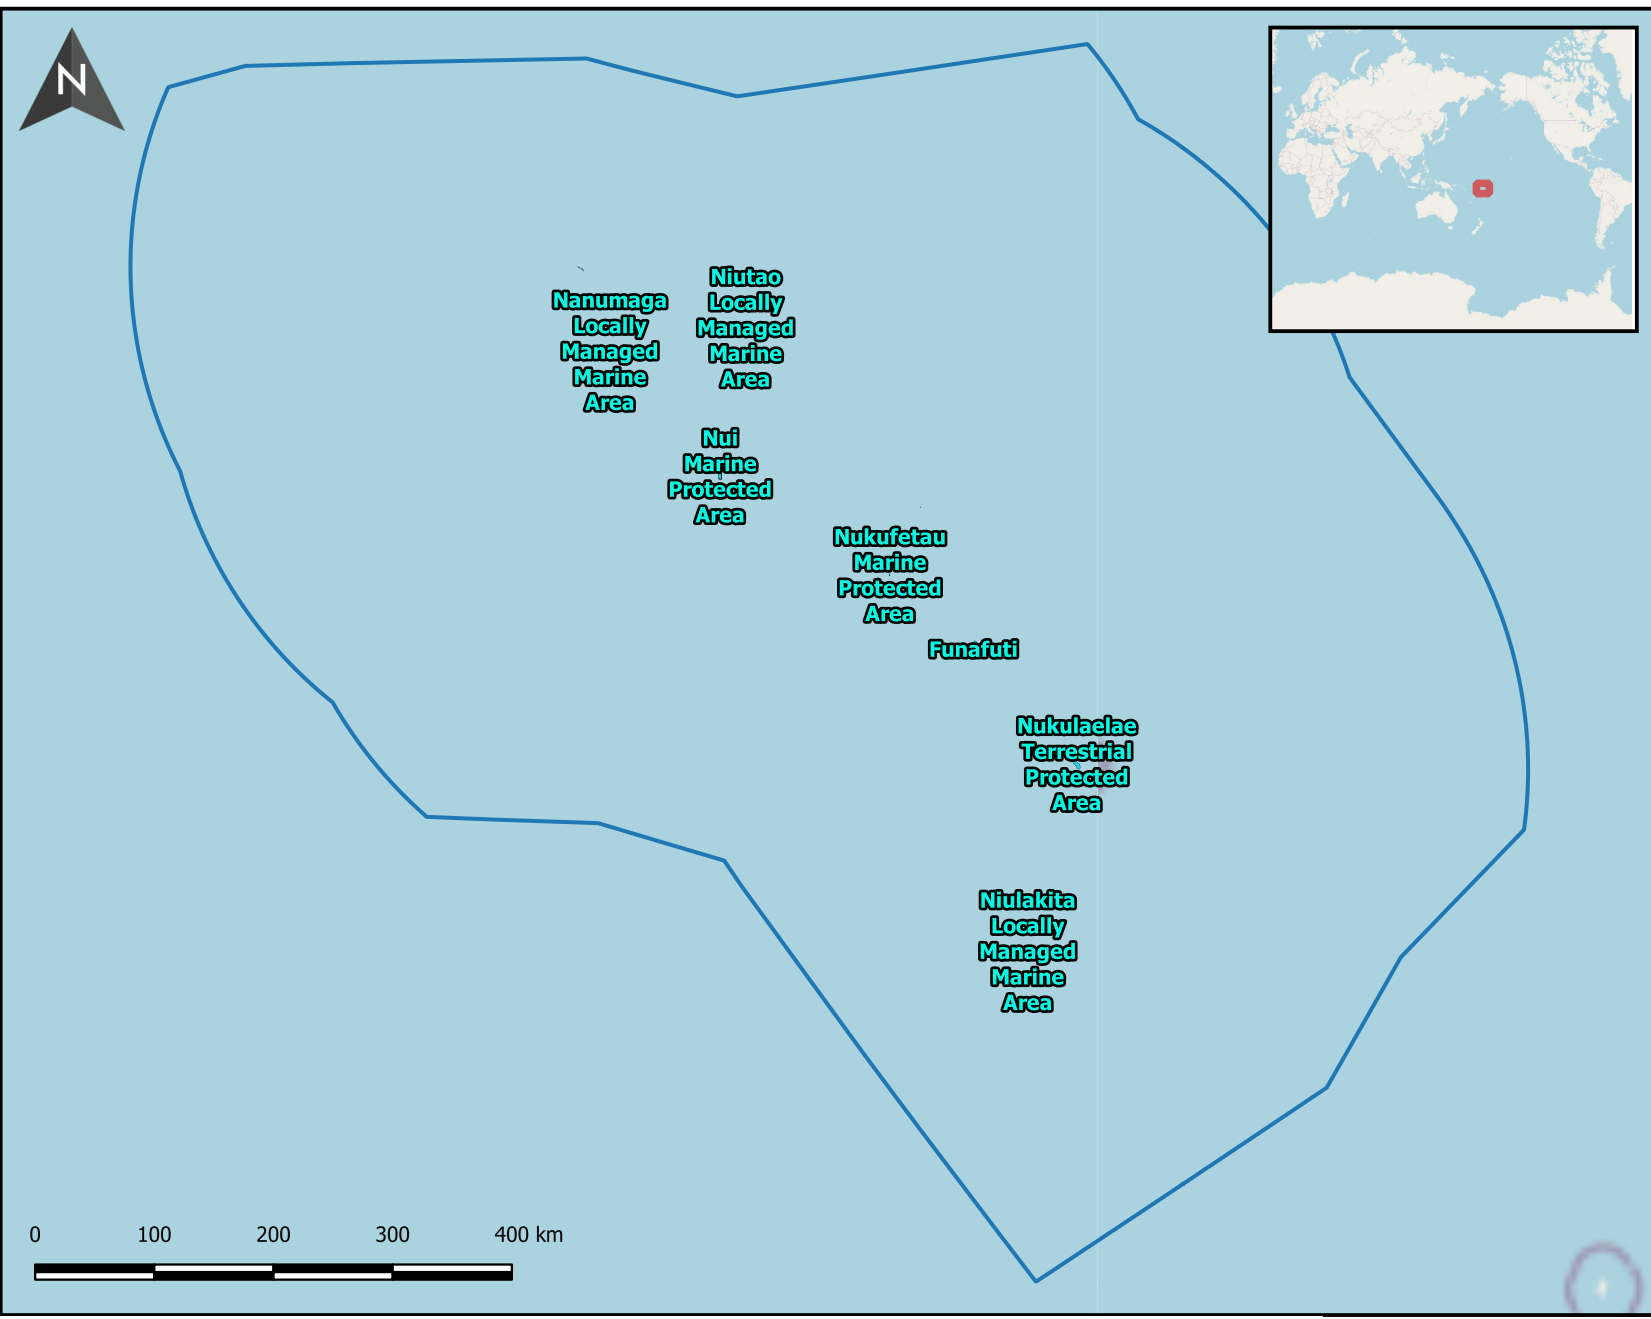 N
Niutao
Locally
Managed
Marine
Area
Nanumaga
Locally
Managed
Marine
Area
Nui
Marine
Protected
Area
Nukufetau
Marine
Protected
Area
Funafuti
Nukulaelae
Terrestrial
Protected
Area
Niulakita
Locally
Managed
Marine
Area
0 100 200 300 400 km